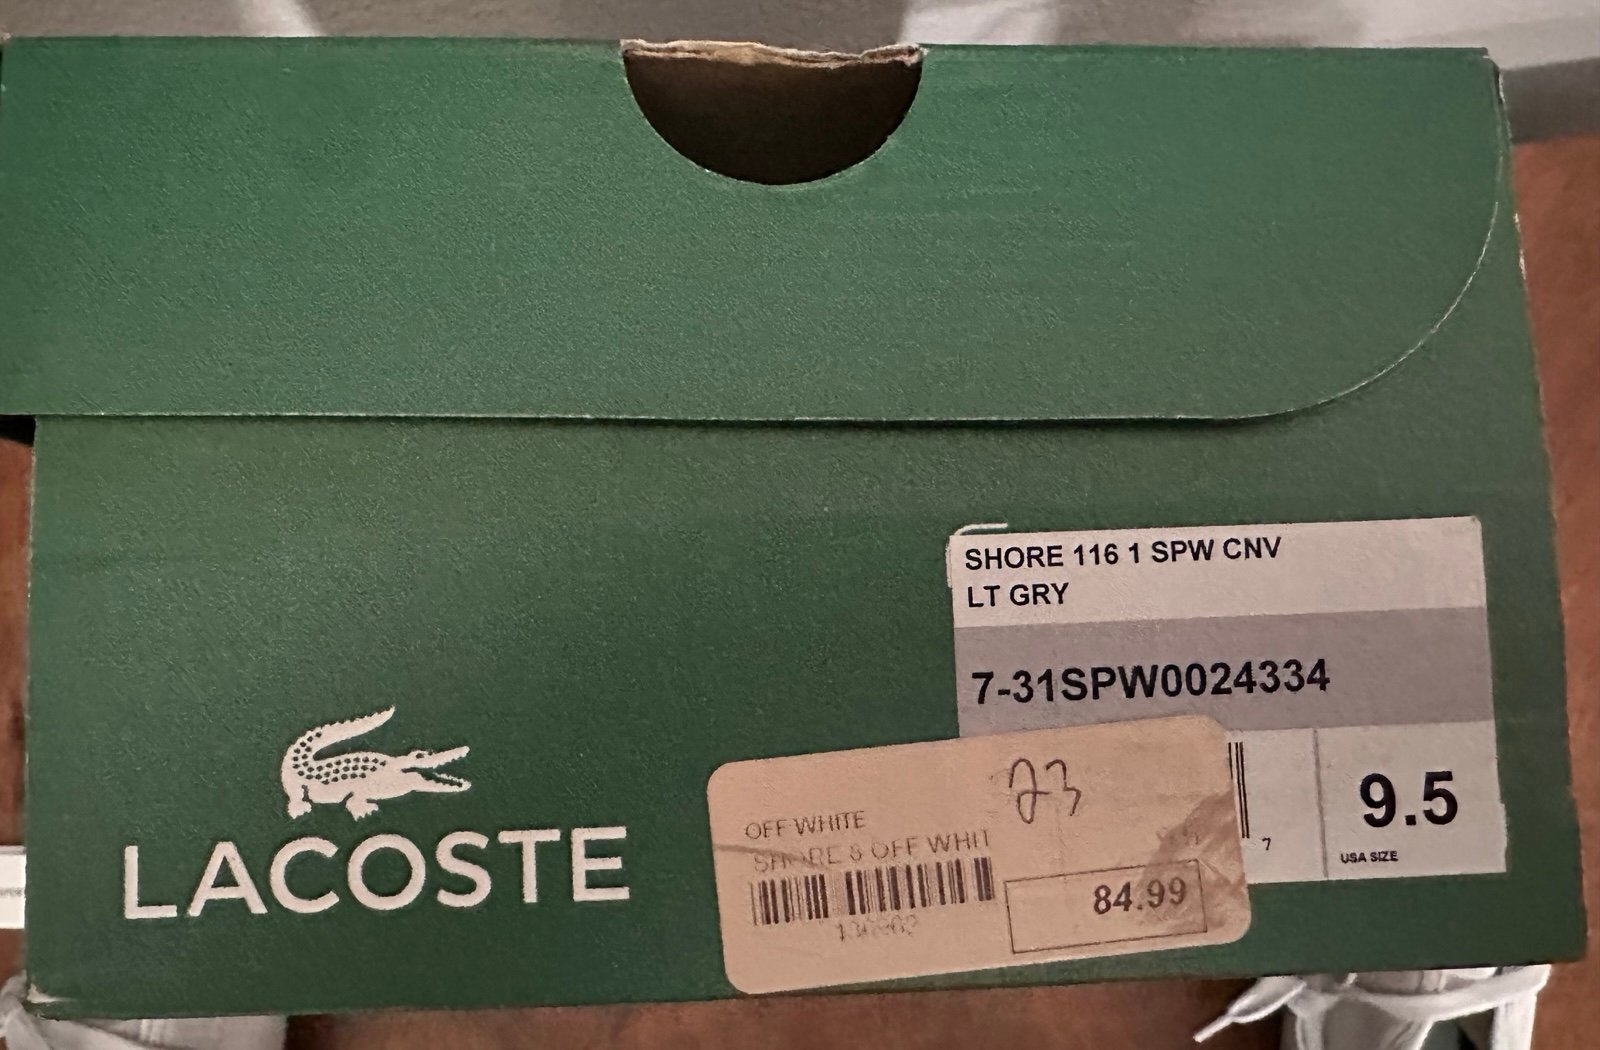 SHORE 116 1 SPW CNV
LT GRY
7-31SPW0024334
7
9.5
USA SIZE
LACOSTE
23
OFF WHITE
SHORE & OFF WHIT
84.99